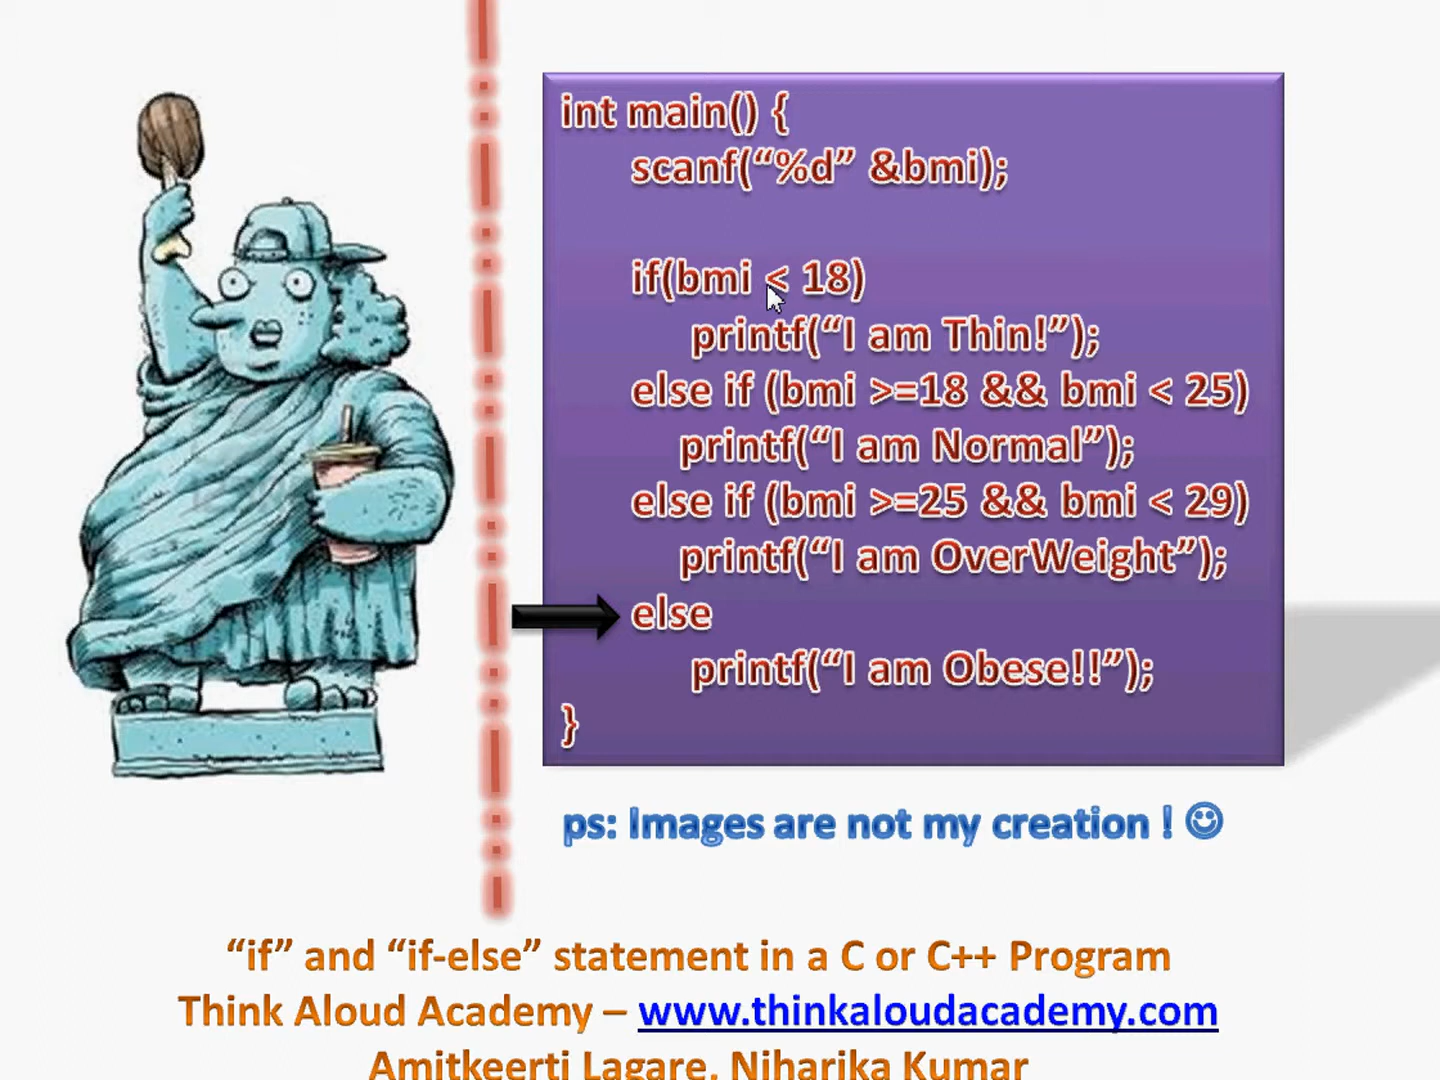 int main() {
scanf(“%d” &bmi);
if(bmi < 18)
printf(“I am Thin!”);
else if (bmi >=18 && bmi < 25)
printf(“I am Normal”);
else if (bmi >=25 && bmi < 29)
printf(“I am OverWeight”);
else
printf(“I am Obese!!”);
}
ps: Images are not my creation ! ☺
“if” and “if-else” statement in a C or C++ Program
Think Aloud Academy – www.thinkaloudacademy.com
Amitkeerti Lagare, Niharika Kumar